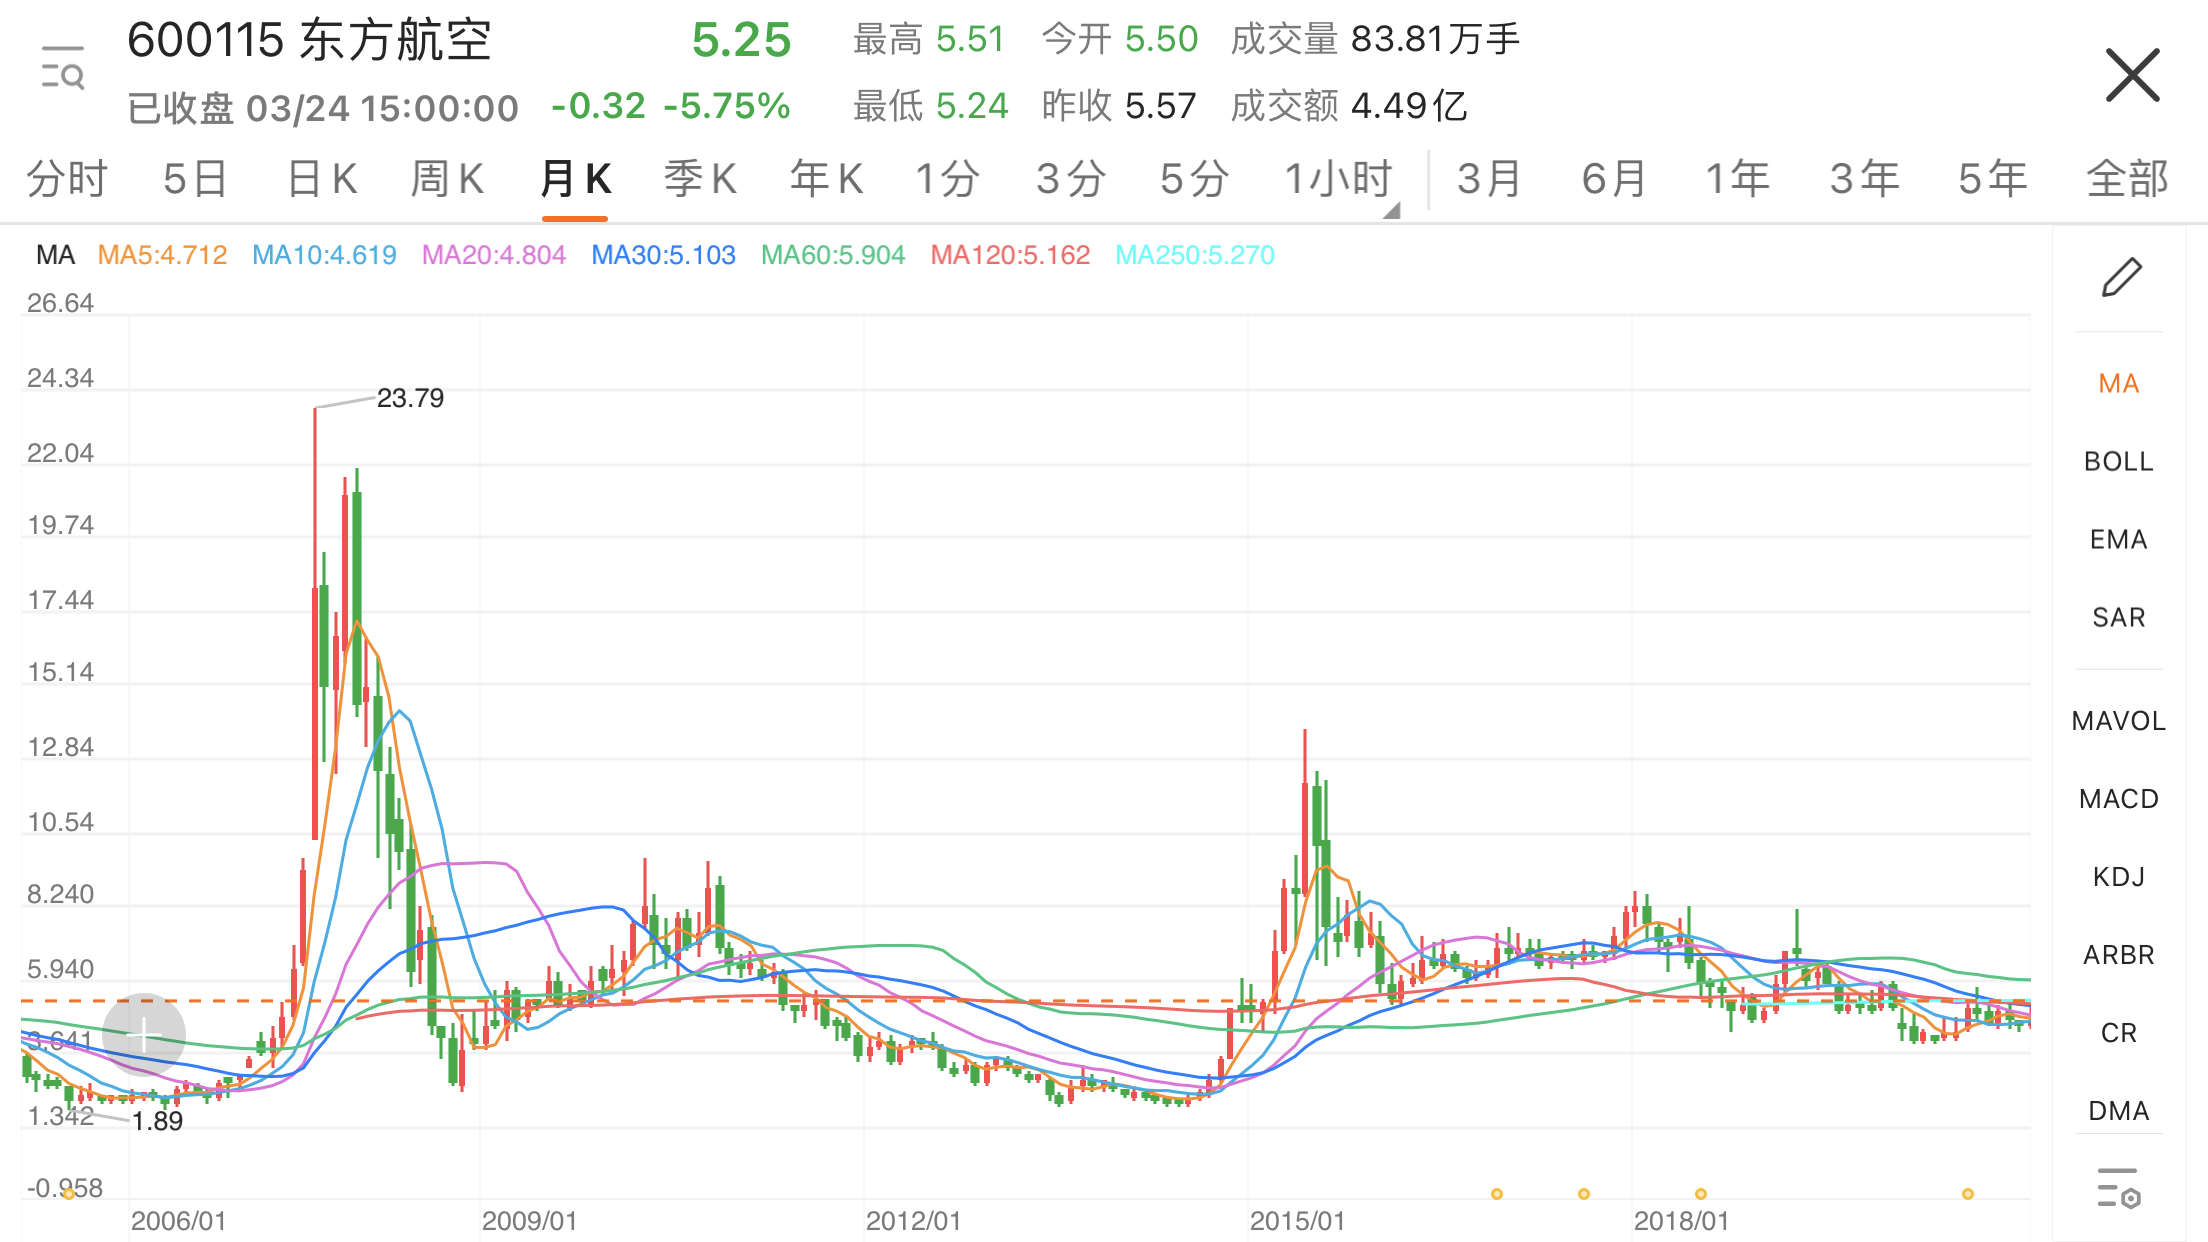 600115 东方航空 5.25 最高 5.51 今开 5.50 成交量 83.81万手
已收盘 03/24 15:00:00 -0.32 -5.75% 最低 5.24 昨收 5.57 成交额 4.49亿
分时 5日 日K 周K 月K 季K 年K 1分 3分 5分 1小时 3月 6月 1年 3年 5年 全部
MA MA5:4.712 MA10:4.619 MA20:4.804 MA30:5.103 MA60:5.904 MA120:5.162 MA250:5.270
26.64
24.34
23.79
22.04
19.74
17.44
15.14
12.84
10.54
8.240
5.940
3.641
1.342
1.89
-0.958
2006/01 2009/01 2012/01 2015/01 2018/01
MA
BOLL
EMA
SAR
MAVOL
MACD
KDJ
ARBR
CR
DMA